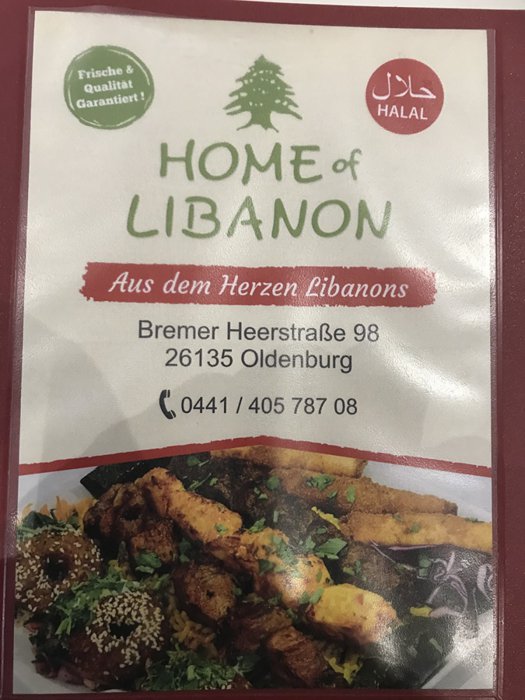 Frische &
Qualität
Garantiert !
حلال
HALAL
HOME of
LIBANON
Aus dem Herzen Libanons
Bremer Heerstraße 98
26135 Oldenburg
0441 / 405 787 08